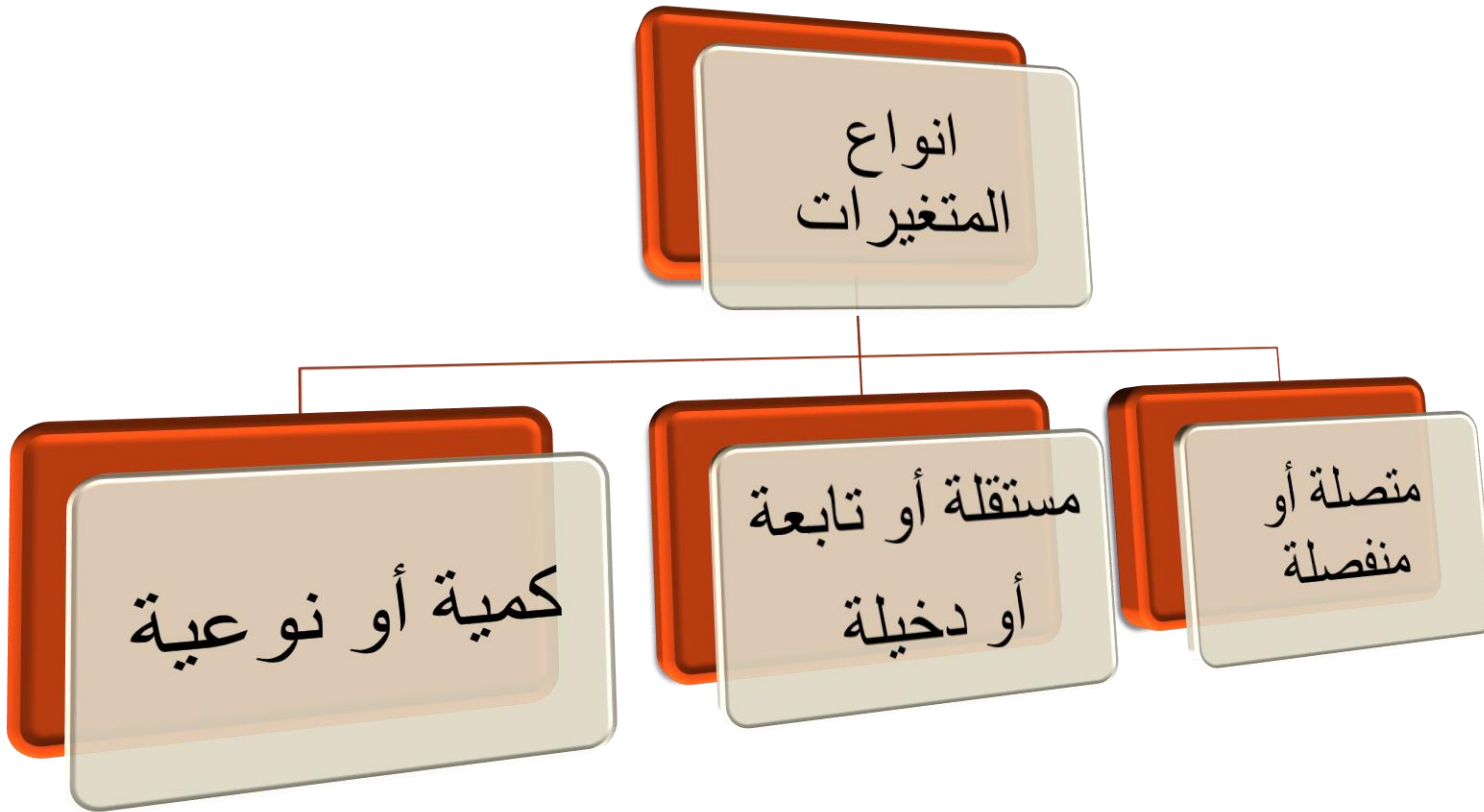 انواع
المتغيرات
متصلة أو
منفصلة
مستقلة أو تابعة
أو دخيلة
كمية أو نوعية